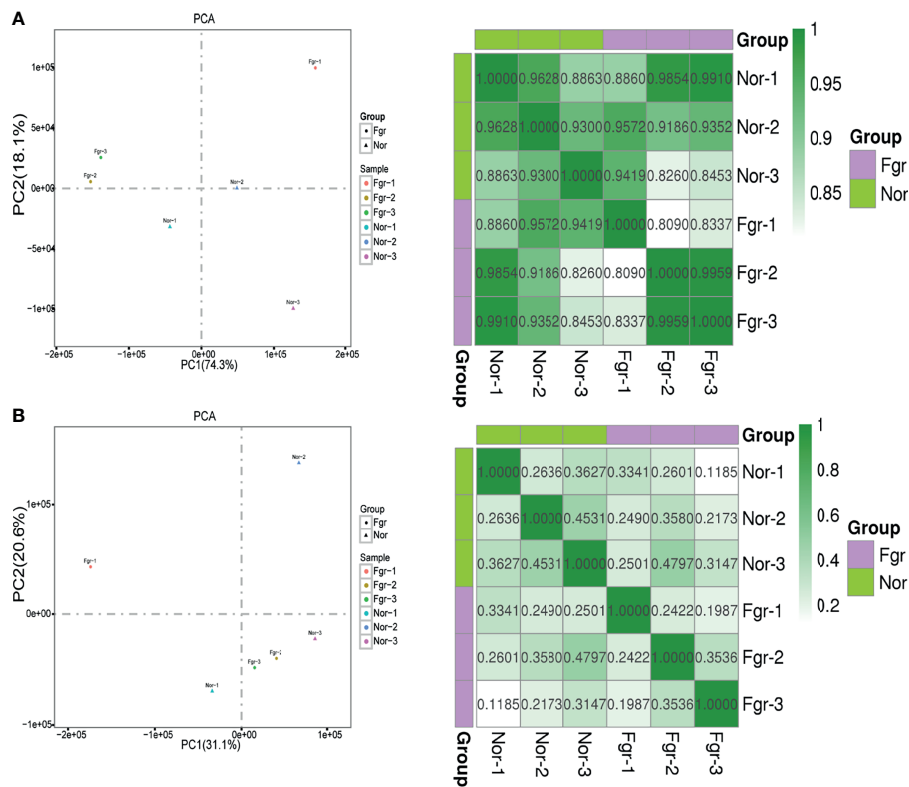 A
PCA
PC2(18.1%)
1e+05
5e+04
0e+00
-5e+04
-1e+05
Fgr-1
Fgr-3
Fgr-2
Nor-2
Nor-1
Nor-3
-2e+05 -1e+05 0e+00 1e+05 2e+05
PC1(74.3%)
Group
Fgr
Nor
Sample
Fgr-1
Fgr-2
Fgr-3
Nor-1
Nor-2
Nor-3
Group
1.0000 0.9628 0.8863 0.8860 0.9854 0.9910 Nor-1
0.9628 1.0000 0.9300 0.9572 0.9186 0.9352 Nor-2
0.8863 0.9300 1.0000 0.9419 0.8260 0.8453 Nor-3
0.8860 0.9572 0.9419 1.0000 0.8090 0.8337 Fgr-1
0.9854 0.9186 0.8260 0.8090 1.0000 0.9959 Fgr-2
0.9910 0.9352 0.8453 0.8337 0.9959 1.0000 Fgr-3
Group Nor-1 Nor-2 Nor-3 Fgr-1 Fgr-2 Fgr-3
1
0.95
0.9
0.85
Group
Fgr
Nor
B
PCA
PC2(20.6%)
1e+05
0e+00
-1e+05
Nor-2
Fgr-1
Nor-3
Fgr-2
Fgr-3
Nor-1
-2e+05 -1e+05 0e+00 1e+05
PC1(31.1%)
Group
Fgr
Nor
Sample
Fgr-1
Fgr-2
Fgr-3
Nor-1
Nor-2
Nor-3
Group
1.0000 0.2636 0.3627 0.3341 0.2601 0.1185 Nor-1
0.2636 1.0000 0.4531 0.2490 0.3580 0.2173 Nor-2
0.3627 0.4531 1.0000 0.2501 0.4797 0.3147 Nor-3
0.3341 0.2490 0.2501 1.0000 0.2422 0.1987 Fgr-1
0.2601 0.3580 0.4797 0.2422 1.0000 0.3536 Fgr-2
0.1185 0.2173 0.3147 0.1987 0.3536 1.0000 Fgr-3
Group Nor-1 Nor-2 Nor-3 Fgr-1 Fgr-2 Fgr-3
1
0.8
0.6
0.4
0.2
Group
Fgr
Nor